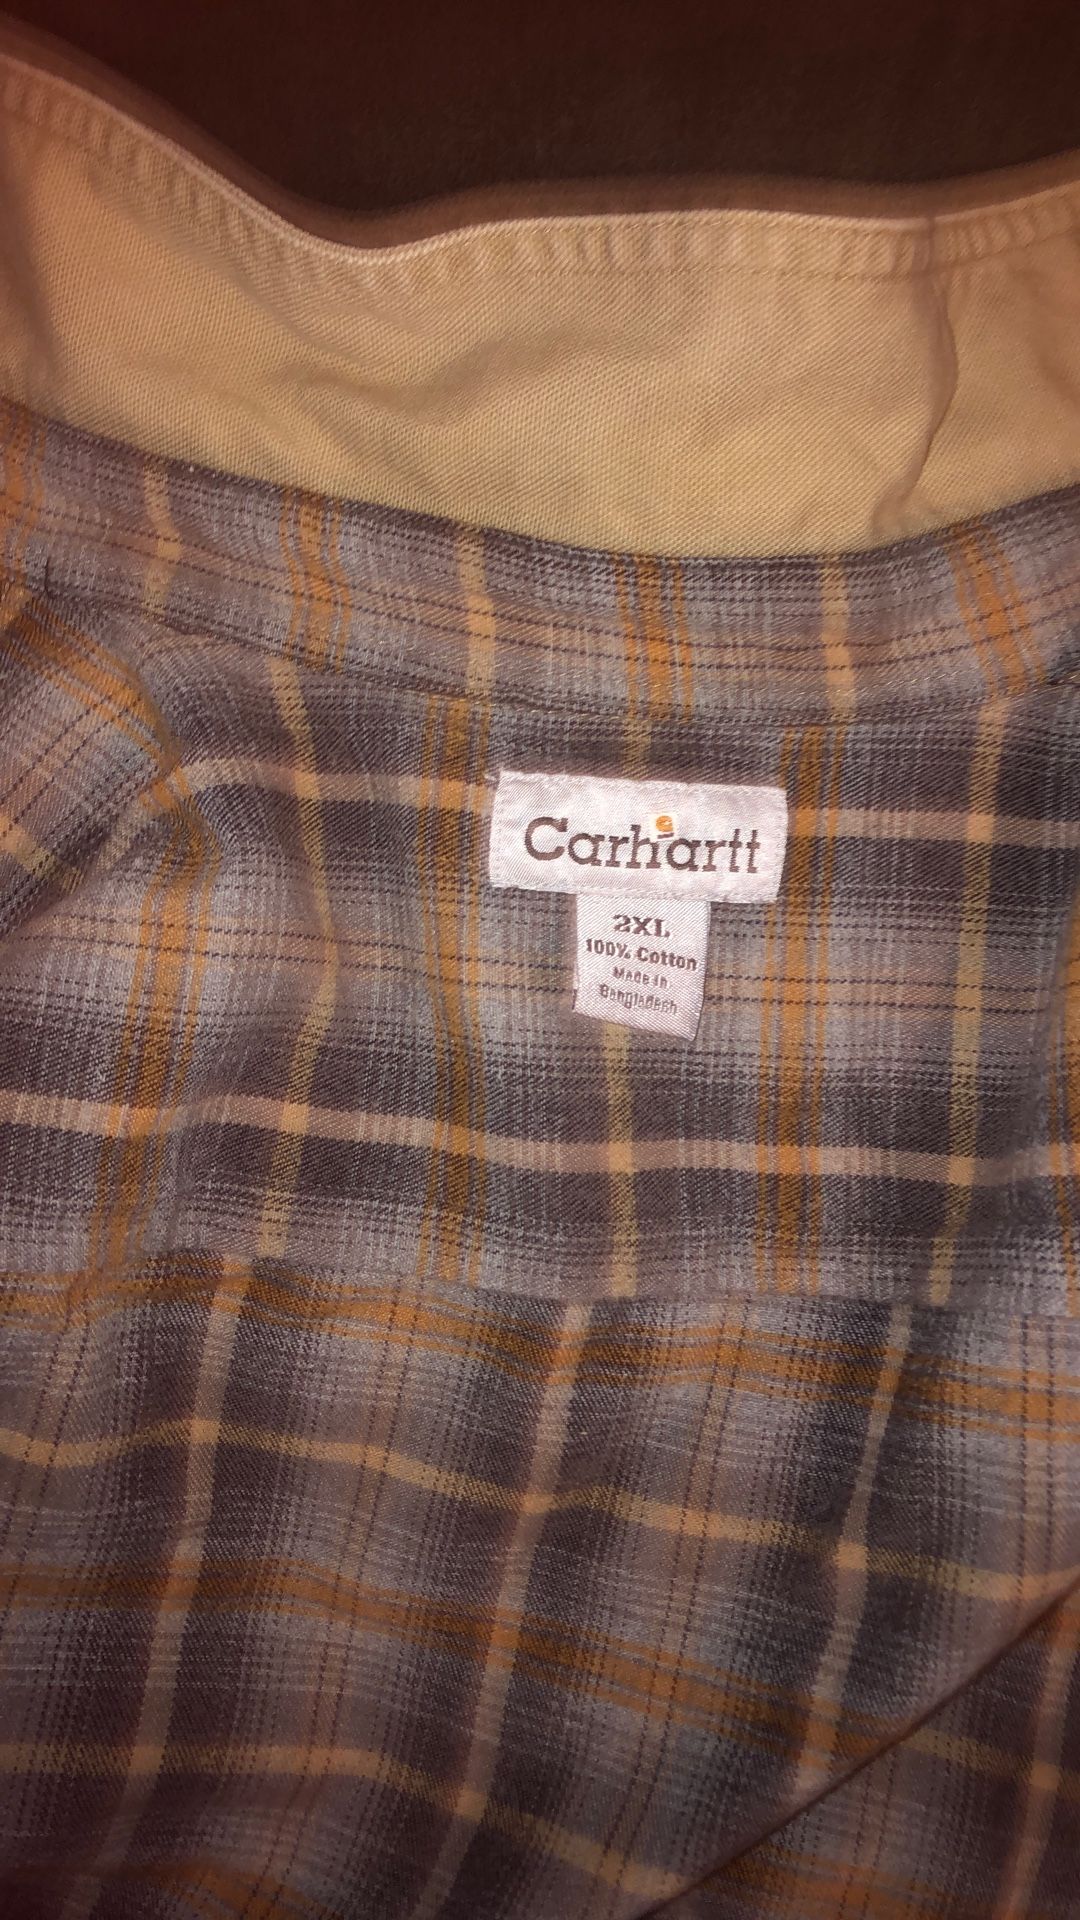 Carhartt
2XL
100% Cotton
Made in
Bangladesh